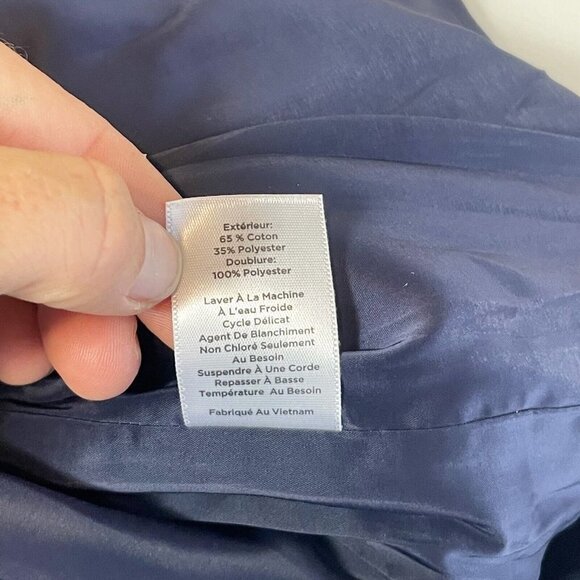 Extérieur:
65 % Coton
35% Polyester
Doublure:
100% Polyester
Laver À La Machine
À L'eau Froide
Cycle Délicat
Agent De Blanchiment
Non Chloré Seulement
Au Besoin
Suspendre À Une Corde
Repasser À Basse
Température Au Besoin
Fabriqué Au Vietnam